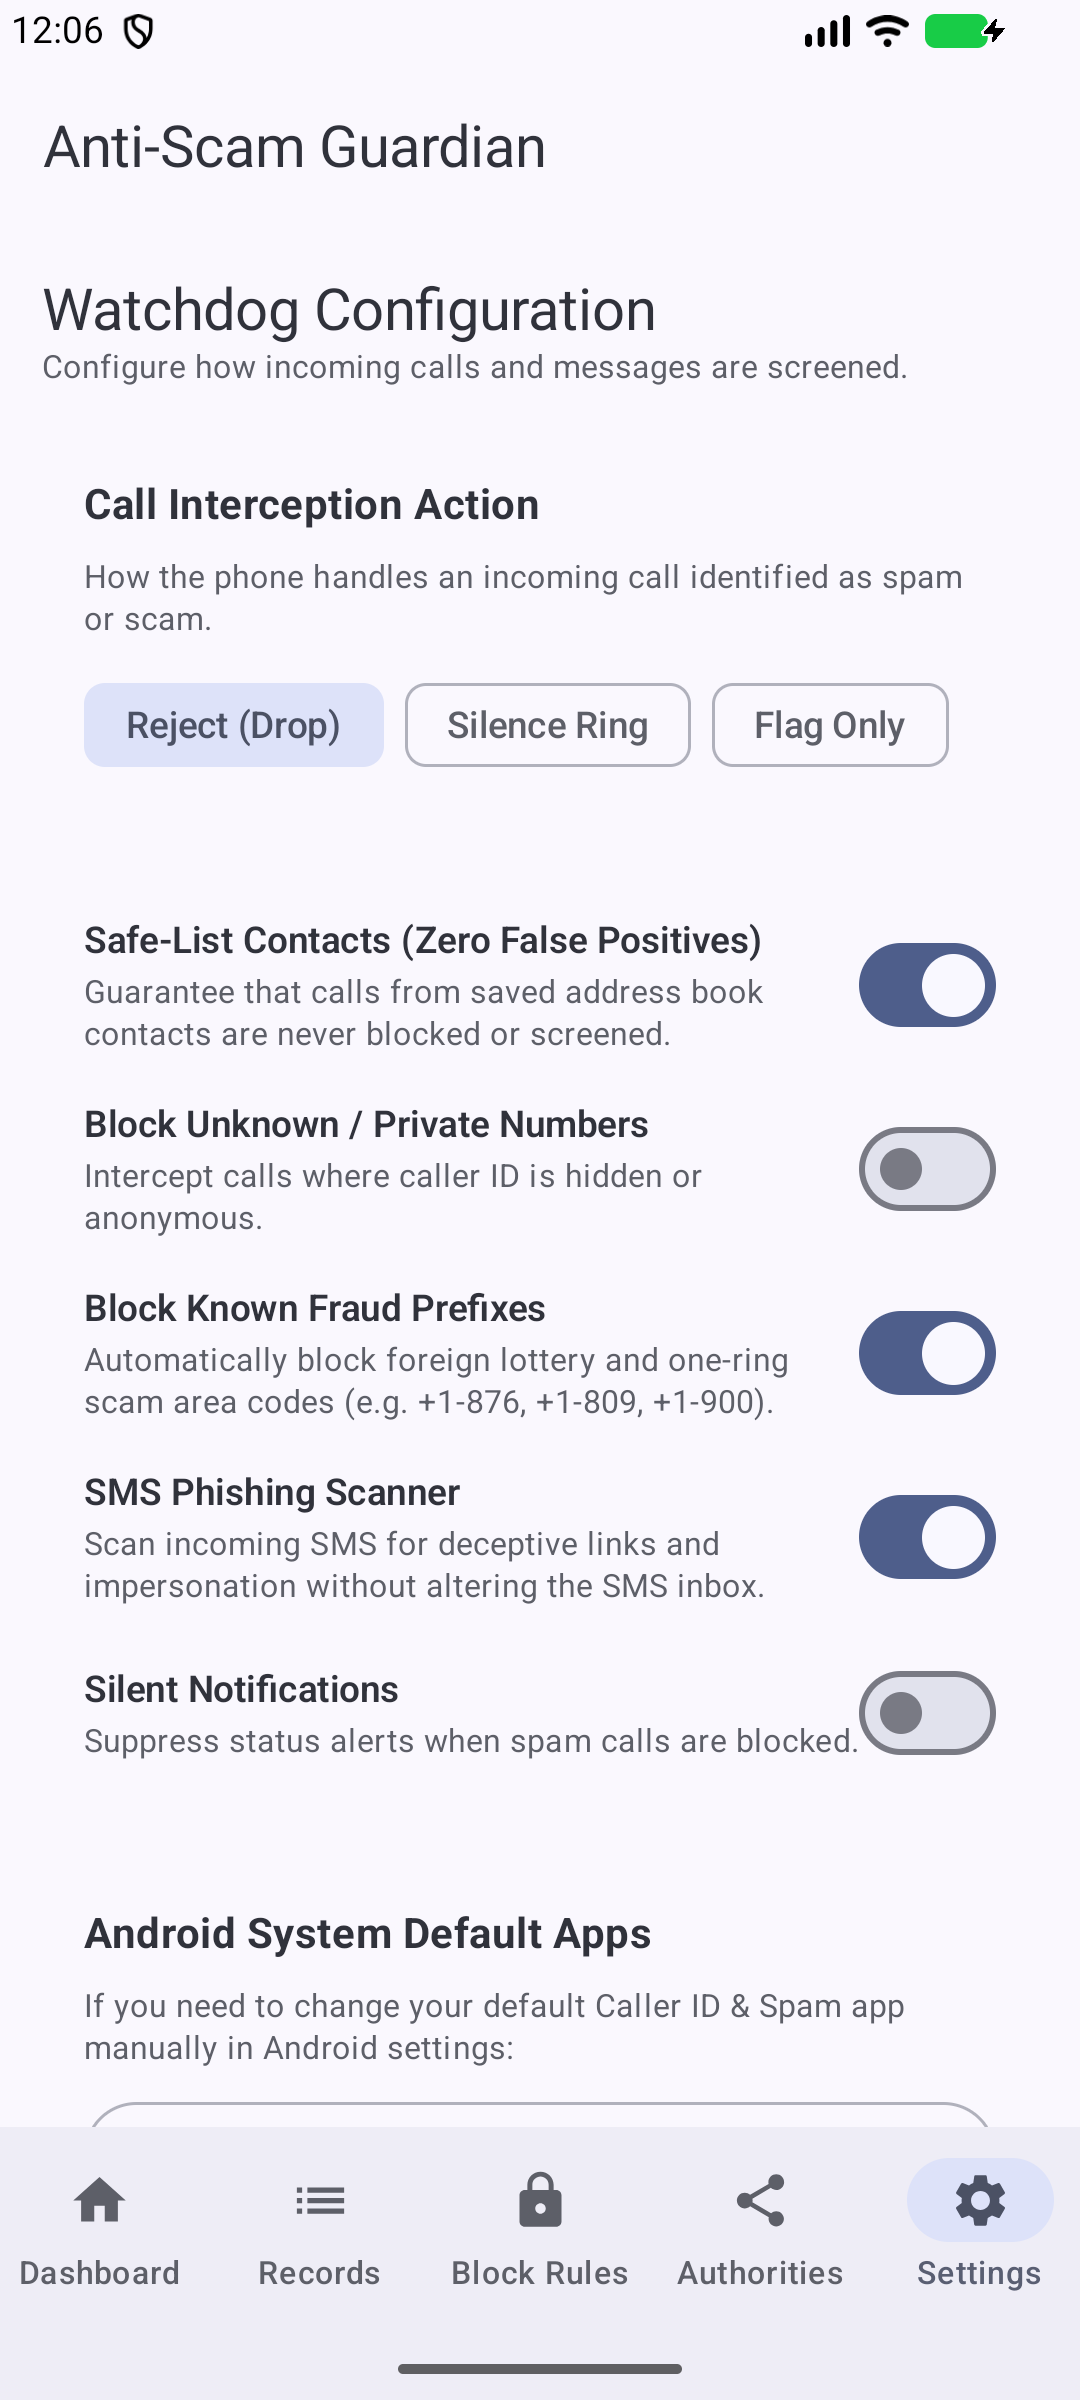 12:06
Anti-Scam Guardian
Watchdog Configuration
Configure how incoming calls and messages are screened.
Call Interception Action
How the phone handles an incoming call identified as spam
or scam.
Reject (Drop)
Silence Ring
Flag Only
Safe-List Contacts (Zero False Positives)
Guarantee that calls from saved address book
contacts are never blocked or screened.
Block Unknown / Private Numbers
Intercept calls where caller ID is hidden or
anonymous.
Block Known Fraud Prefixes
Automatically block foreign lottery and one-ring
scam area codes (e.g. +1-876, +1-809, +1-900).
SMS Phishing Scanner
Scan incoming SMS for deceptive links and
impersonation without altering the SMS inbox.
Silent Notifications
Suppress status alerts when spam calls are blocked.
Android System Default Apps
If you need to change your default Caller ID & Spam app
manually in Android settings:
Dashboard
Records
Block Rules
Authorities
Settings